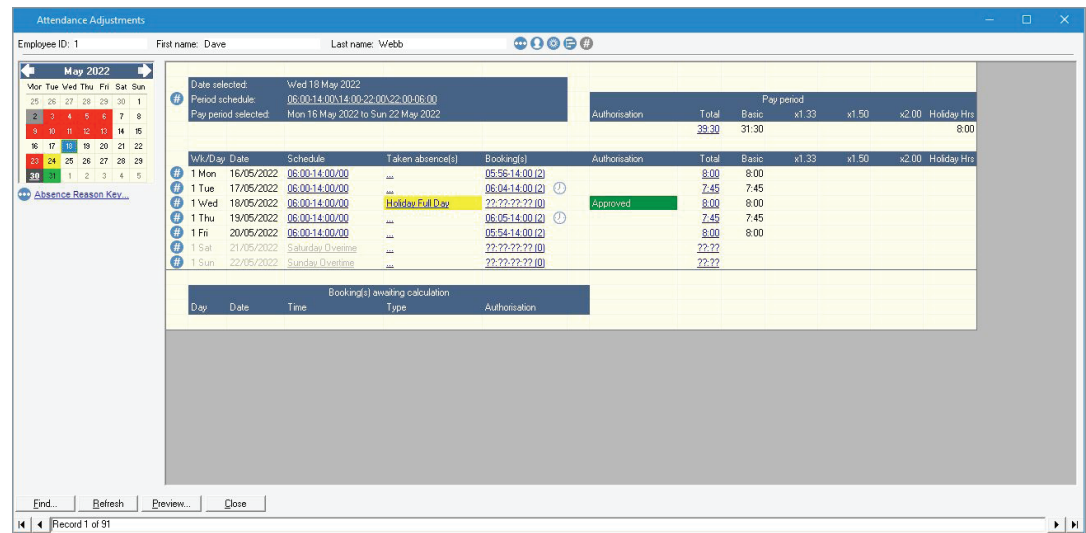 Attendance Adjustments
Employee ID: 1 First name: Dave Last name: Webb
May 2022
Mor Tue Wed Thu Fri Sat Sun
25 26 27 28 29 30 1
2 3 4 5 6 7 8
9 10 11 12 13 14 15
16 17 18 19 20 21 22
23 24 25 26 27 28 29
30 31 1 2 3 4 5
Absence Reason Key...
Date selected: Wed 18 May 2022
# Period schedule: 06:00-14:00\14:00-22:00\22:00-06:00
Pay period selected: Mon 16 May 2022 to Sun 22 May 2022
Pay period
Authorisation Total Basic x1.33 x1.50 x2.00 Holiday Hrs
39:30 31:30 8:00
Wk/Day Date Schedule Taken absence(s) Booking(s) Authorisation Total Basic x1.33 x1.50 x2.00 Holiday Hrs
# 1 Mon 16/05/2022 06:00-14:00/00 ... 05:56-14:00 (2) 8:00 8:00
# 1 Tue 17/05/2022 06:00-14:00/00 ... 06:04-14:00 (2) 7:45 7:45
# 1 Wed 18/05/2022 06:00-14:00/00 Holiday Full Day ??:??-??:?? (0) Approved 8:00 8:00
# 1 Thu 19/05/2022 06:00-14:00/00 ... 06:05-14:00 (2) 7:45 7:45
# 1 Fri 20/05/2022 06:00-14:00/00 ... 05:54-14:00 (2) 8:00 8:00
# 1 Sat 21/05/2022 Saturday Overime ... ??:??-??:?? (0) ??:??
# 1 Sun 22/05/2022 Sunday Overtime ... ??:??-??:?? (0) ??:??
Booking(s) awaiting calculation
Day Date Time Type Authorisation
Find... Refresh Preview... Close
Record 1 of 91